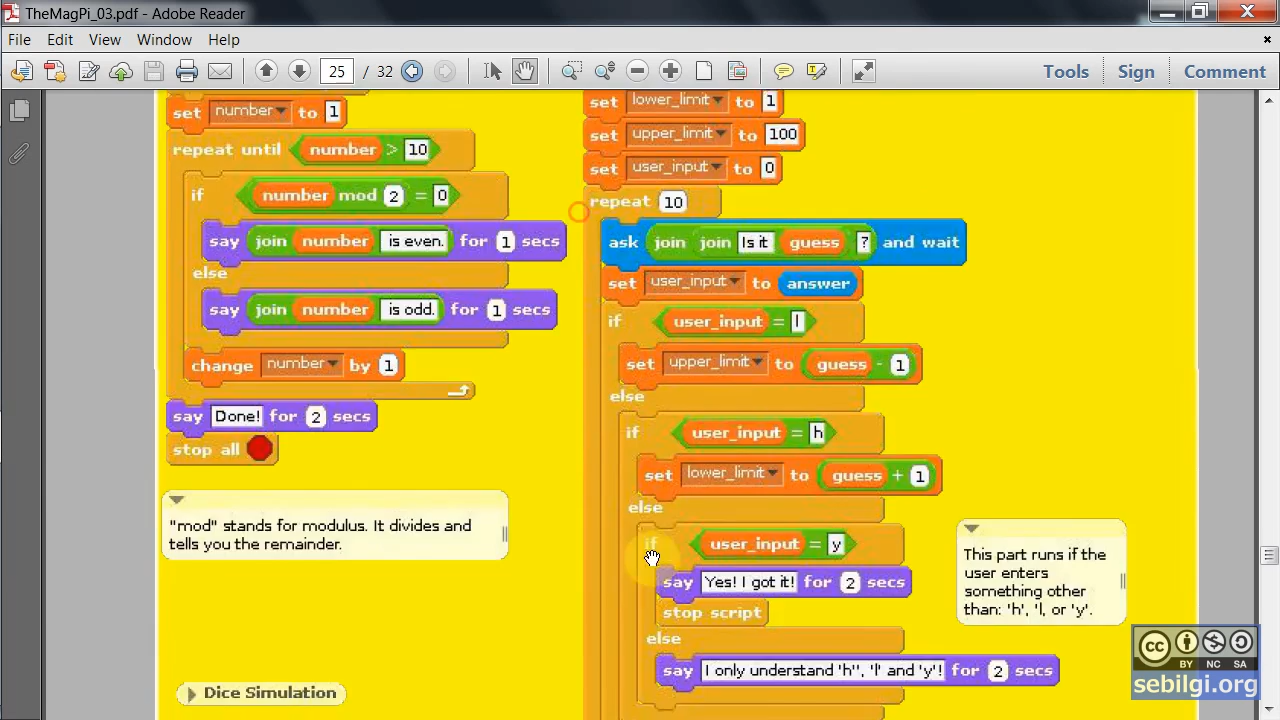 TheMagPi_03.pdf - Adobe Reader
File Edit View Window Help
25 / 32
Tools Sign Comment
set number to 1
repeat until number > 10
if number mod 2 = 0
say join number is even. for 1 secs
else
say join number is odd. for 1 secs
change number by 1
say Done! for 2 secs
stop all
"mod" stands for modulus. It divides and
tells you the remainder.
Dice Simulation
set lower_limit to 1
set upper_limit to 100
set user_input to 0
repeat 10
ask join join Is it guess ? and wait
set user_input to answer
if user_input = l
set upper_limit to guess - 1
else
if user_input = h
set lower_limit to guess + 1
else
if user_input = y
say Yes! I got it! for 2 secs
stop script
else
say I only understand 'h'', 'l' and 'y'! for 2 secs
This part runs if the
user enters
something other
than: 'h', 'l, or 'y'.
cc
BY NC SA
sebilgi.org